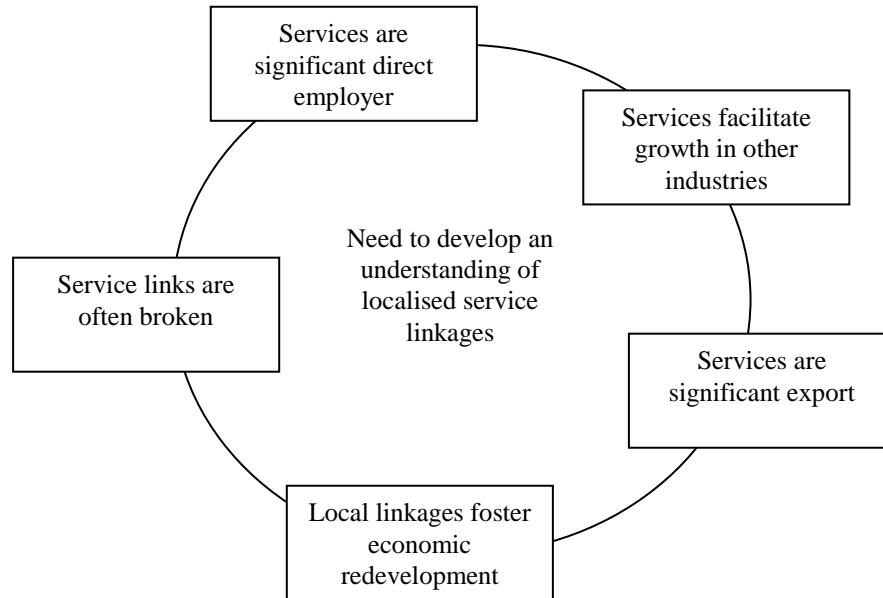 Services are
significant direct
employer
Services facilitate
growth in other
industries
Need to develop an
understanding of
localised service
linkages
Service links are
often broken
Services are
significant export
Local linkages foster
economic
redevelopment